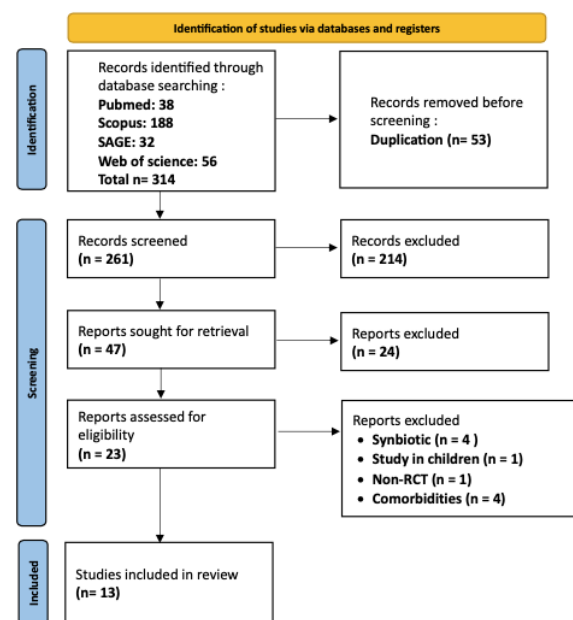 Identification of studies via databases and registers
Identification
Records identified through
database searching :
Pubmed: 38
Scopus: 188
SAGE: 32
Web of science: 56
Total n= 314
Records removed before
screening :
Duplication (n= 53)
Screening
Records screened
(n = 261)
Records excluded
(n = 214)
Reports sought for retrieval
(n = 47)
Reports excluded
(n = 24)
Reports assessed for
eligibility
(n = 23)
Reports excluded
• Synbiotic (n = 4 )
• Study in children (n = 1)
• Non-RCT (n = 1)
• Comorbidities (n = 4)
Included
Studies included in review
(n= 13)